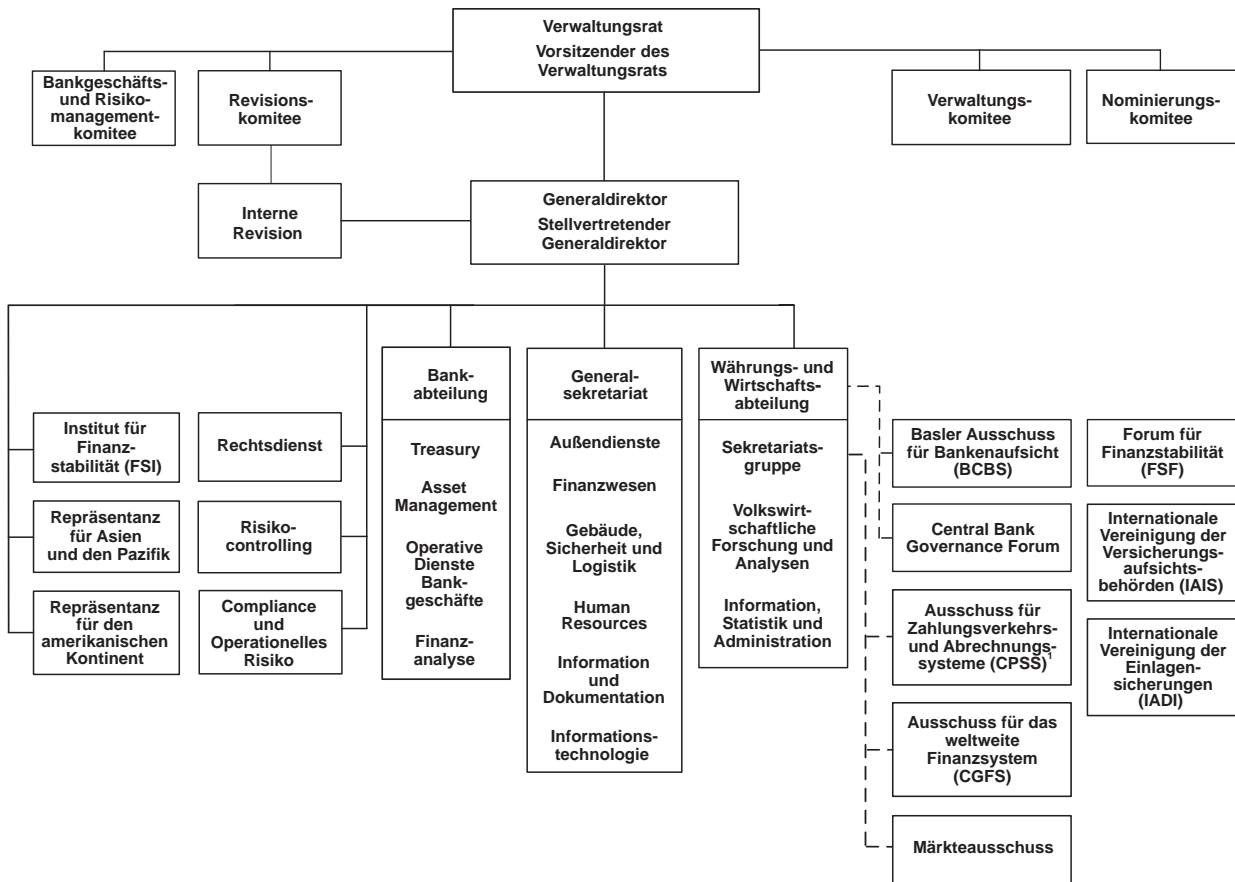 Verwaltungsrat
Vorsitzender des
Verwaltungsrats
Bankgeschäfts-
und Risiko-
management-
komitee
Revisions-
komitee
Verwaltungs-
komitee
Nominierungs-
komitee
Interne
Revision
Generaldirektor
Stellvertretender
Generaldirektor
Institut für
Finanz-
stabilität (FSI)
Repräsentanz
für Asien
und den Pazifik
Repräsentanz
für den
amerikanischen
Kontinent
Rechtsdienst
Risiko-
controlling
Compliance
und
Operationelles
Risiko
Bank-
abteilung
Treasury
Asset
Management
Operative
Dienste
Bank-
geschäfte
Finanz-
analyse
General-
sekretariat
Außendienste
Finanzwesen
Gebäude,
Sicherheit und
Logistik
Human
Resources
Information
und
Dokumentation
Informations-
technologie
Währungs- und
Wirtschafts-
abteilung
Sekretariats-
gruppe
Volkswirt-
schaftliche
Forschung und
Analysen
Information,
Statistik und
Administration
Basler Ausschuss
für Bankenaufsicht
(BCBS)
Central Bank
Governance Forum
Ausschuss für
Zahlungsverkehrs-
und Abrechnungs-
systeme (CPSS)¹
Ausschuss für das
weltweite
Finanzsystem
(CGFS)
Märkteausschuss
Forum für
Finanzstabilität
(FSF)
Internationale
Vereinigung der
Versicherungs-
aufsichts-
behörden (IAIS)
Internationale
Vereinigung der
Einlagen-
sicherungen
(IADI)